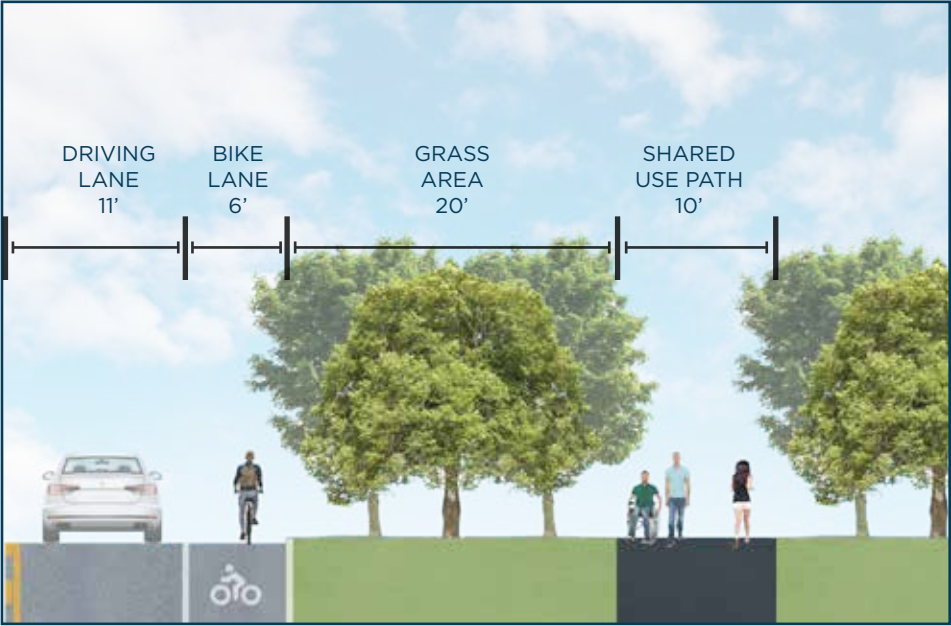 DRIVING
LANE
11’
BIKE
LANE
6’
GRASS
AREA
20’
SHARED
USE PATH
10’